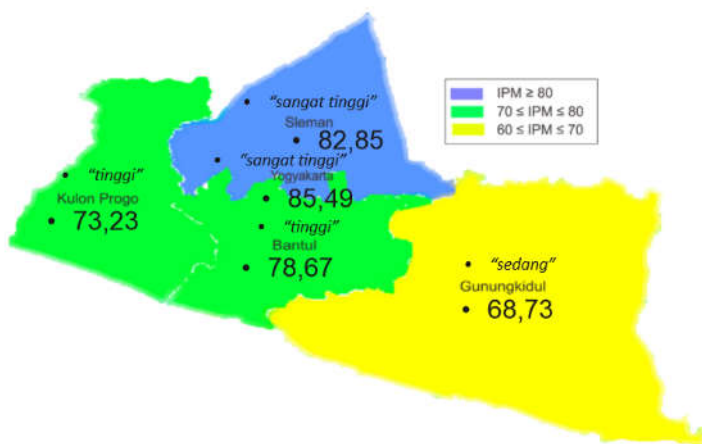 IPM ≥ 80
70 ≤ IPM ≤ 80
60 ≤ IPM ≤ 70
• "sangat tinggi"
Sleman
• 82,85
• "sangat tinggi"
Yogyakarta
• 85,49
• "tinggi"
Kulon Progo
• 73,23
• "tinggi"
Bantul
• 78,67
• "sedang"
Gunungkidul
• 68,73